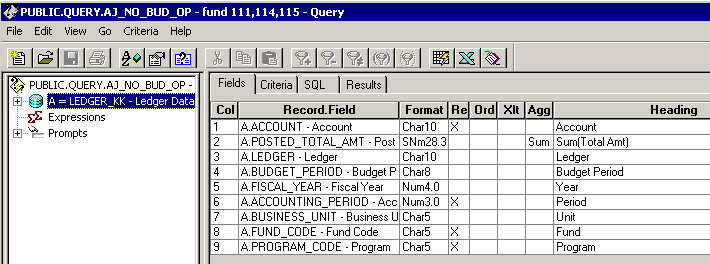 PUBLIC.QUERY.AJ_NO_BUD_OP - fund 111,114,115 - Query
File Edit View Go Criteria Help
PUBLIC.QUERY.AJ_NO_BUD_OP -
A = LEDGER_KK - Ledger Data
Expressions
Prompts
Fields Criteria SQL Results
Col Record.Field Format Re Ord Xlt Agg Heading
1 A.ACCOUNT - Account Char10 X Account
2 A.POSTED_TOTAL_AMT - Post SNm28.3 Sum Sum(Total Amt)
3 A.LEDGER - Ledger Char10 Ledger
4 A.BUDGET_PERIOD - Budget P Char8 Budget Period
5 A.FISCAL_YEAR - Fiscal Year Num4.0 Year
6 A.ACCOUNTING_PERIOD - Acc Num3.0 X Period
7 A.BUSINESS_UNIT - Business U Char5 Unit
8 A.FUND_CODE - Fund Code Char5 X Fund
9 A.PROGRAM_CODE - Program Char5 X Program